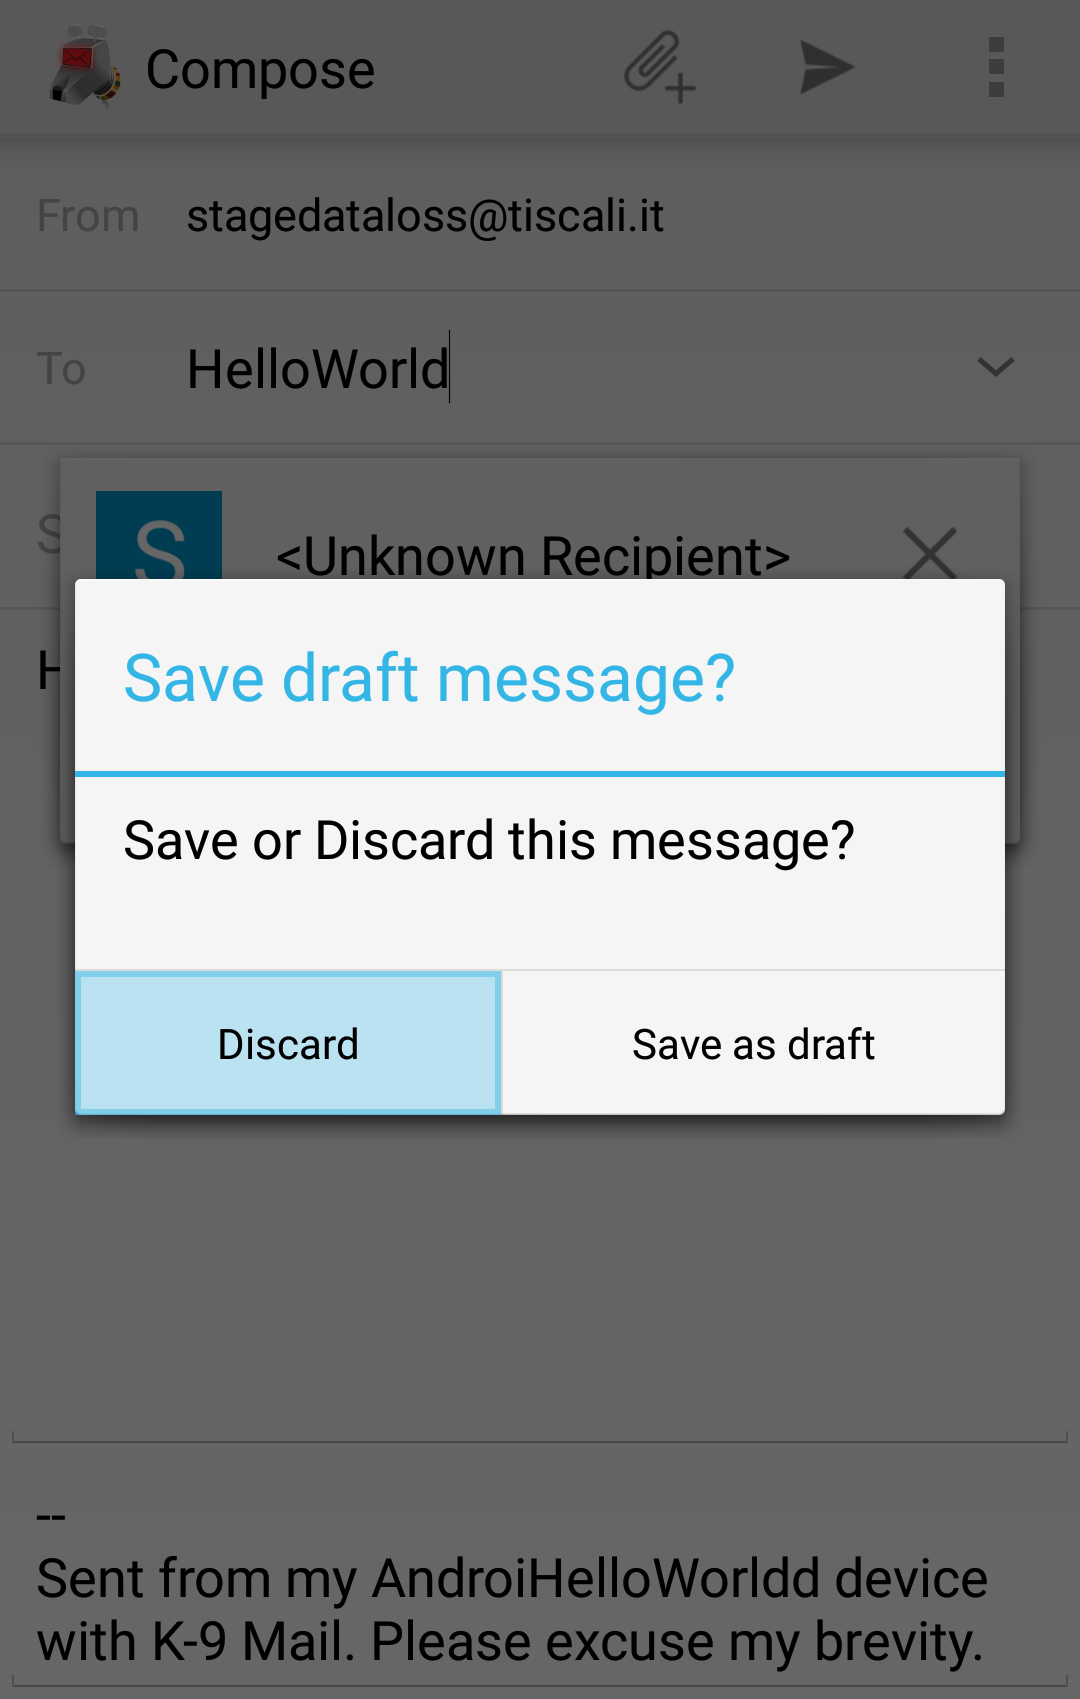 Compose
From stagedataloss@tiscali.it
To HelloWorld
S
S <Unknown Recipient>
H
Save draft message?
Save or Discard this message?
Discard Save as draft
--
Sent from my AndroiHelloWorldd device
with K-9 Mail. Please excuse my brevity.